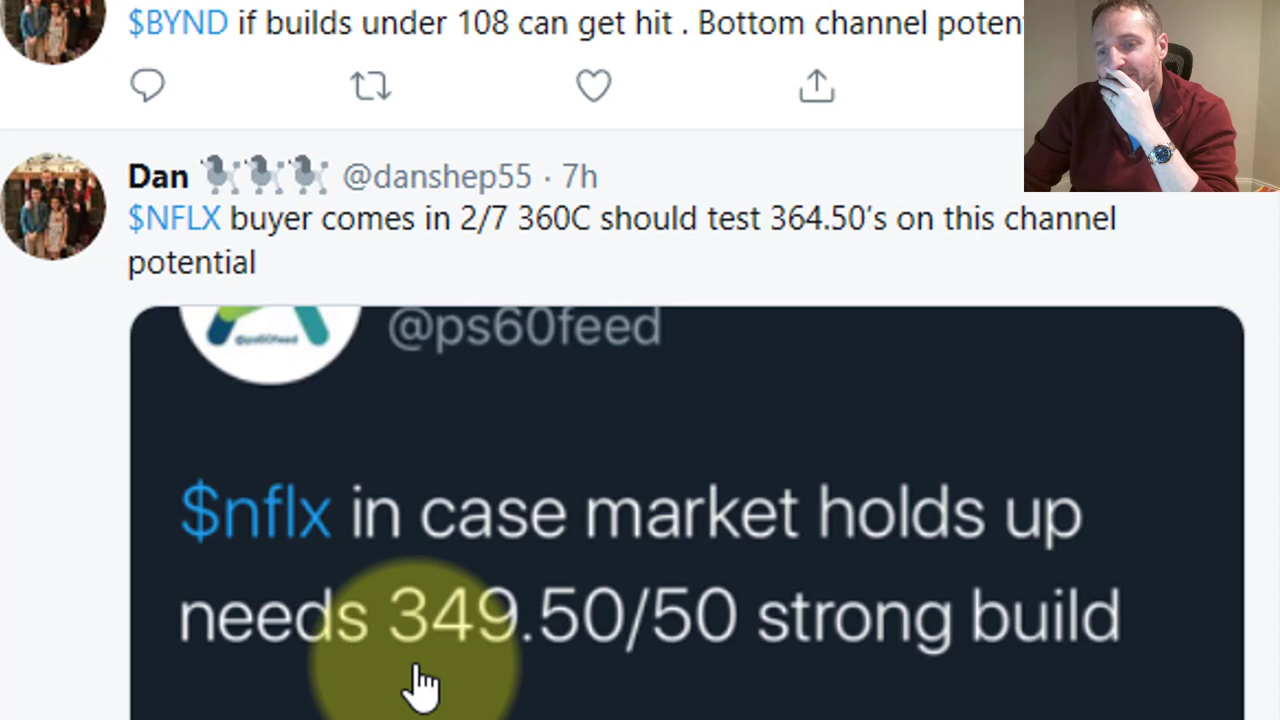 $BYND if builds under 108 can get hit . Bottom channel
Dan @danshep55 · 7h
$NFLX buyer comes in 2/7 360C should test 364.50's on this channel
potential
@ps60feed
@ps60feed
$nflx in case market holds up
needs 349.50/50 strong build